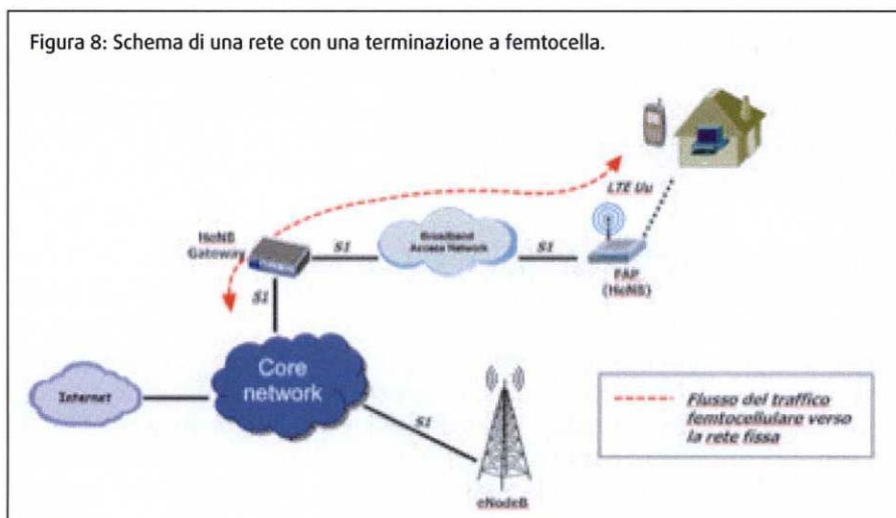 Figura 8: Schema di una rete con una terminazione a femtocella.
LTE Uu
HeNB
Gateway
S1
Broadband
Access Network
S1
FAP
(HeNB)
S1
Core
network
Internet
S1
eNodeB
Flusso del traffico
femtocellulare verso
la rete fissa